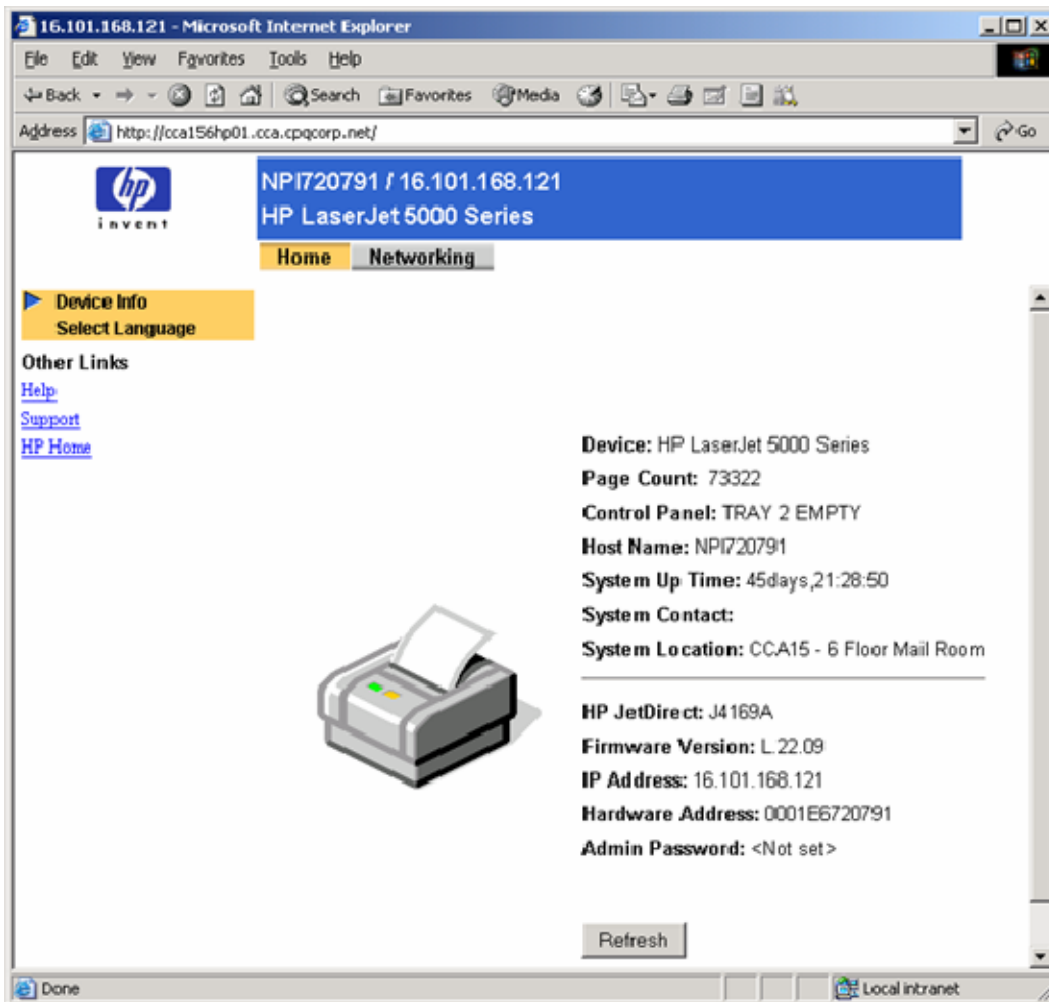 16.101.168.121 - Microsoft Internet Explorer
File Edit View Favorites Tools Help
Back Search Favorites Media
Address http://cca156hp01.cca.cpqcorp.net/ Go
hp
invent
NPI720791 / 16.101.168.121
HP LaserJet 5000 Series
Home Networking
Device Info
Select Language
Other Links
Help
Support
HP Home
Device: HP LaserJet 5000 Series
Page Count: 73322
Control Panel: TRAY 2 EMPTY
Host Name: NPI720791
System Up Time: 45days,21:28:50
System Contact:
System Location: CCA15 - 6 Floor Mail Room
HP JetDirect: J4169A
Firmware Version: L.22.09
IP Address: 16.101.168.121
Hardware Address: 0001E6720791
Admin Password: <Not set>
Refresh
Done Local intranet